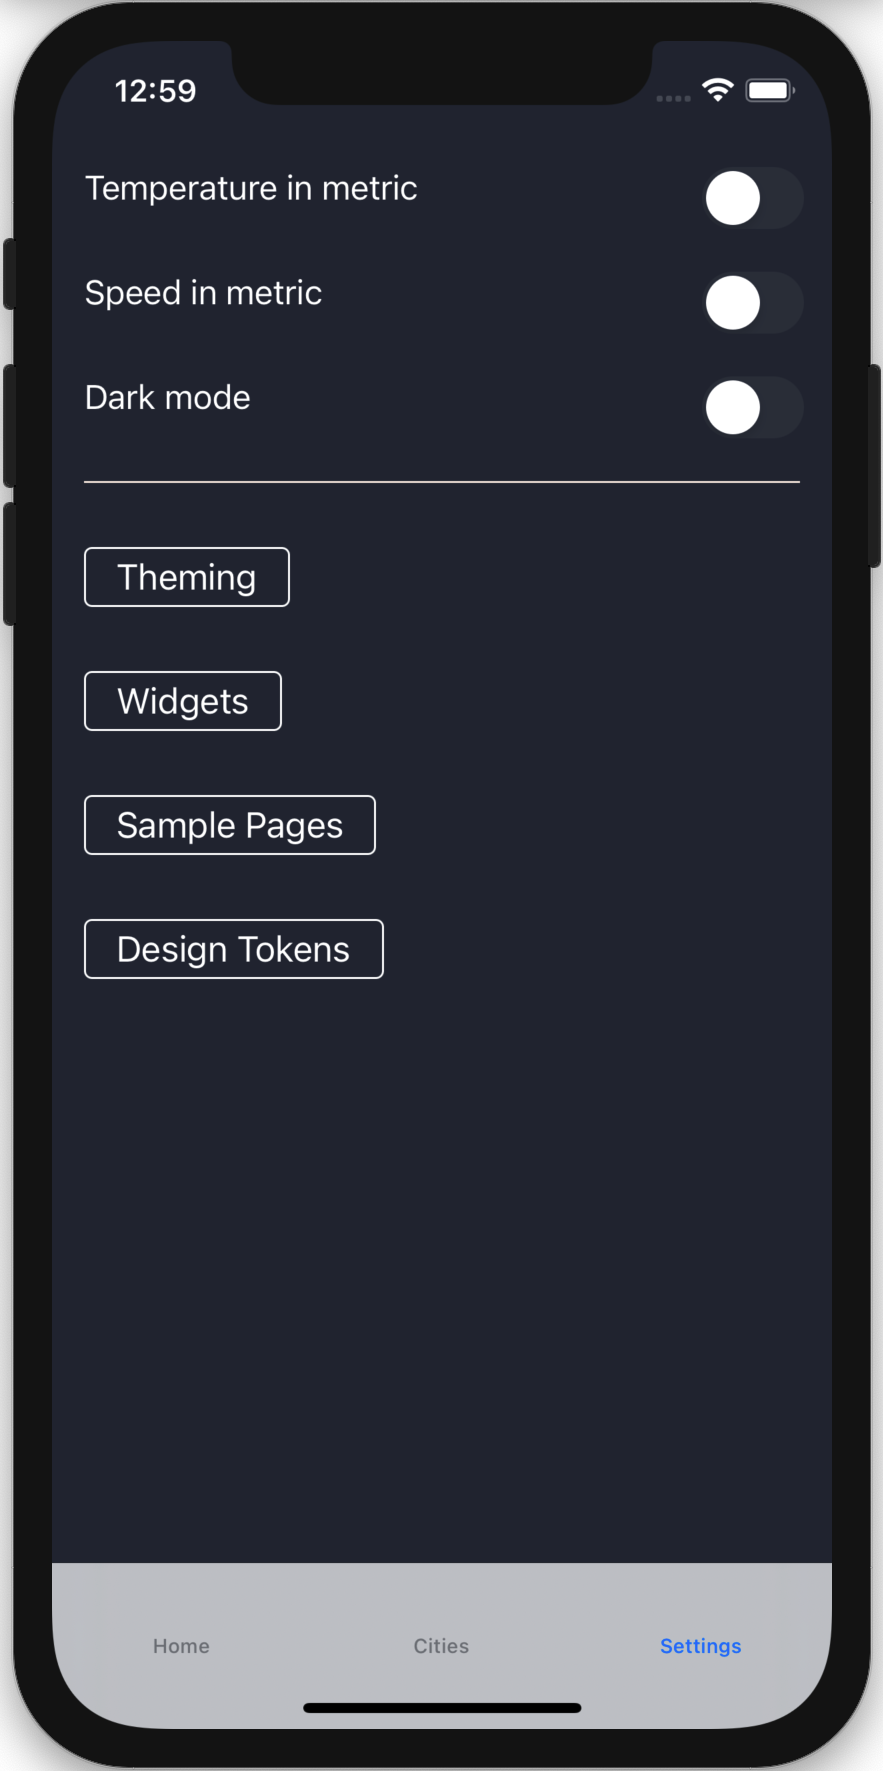 12:59
Temperature in metric
Speed in metric
Dark mode
Theming
Widgets
Sample Pages
Design Tokens
Home Cities Settings